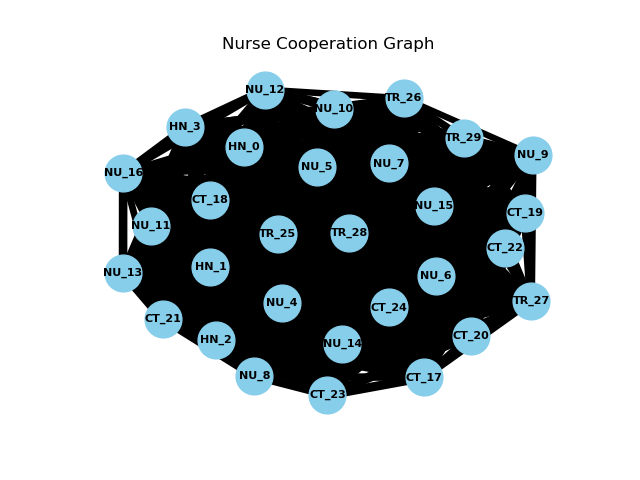 Nurse Cooperation Graph
NU_12
TR_26
NU_10
HN_3
TR_29
HN_0
NU_9
NU_7
NU_5
NU_16
CT_18
NU_15
CT_19
NU_11
TR_25
TR_28
CT_22
HN_1
NU_13
NU_6
TR_27
NU_4
CT_24
CT_21
CT_20
HN_2
NU_14
NU_8
CT_17
CT_23